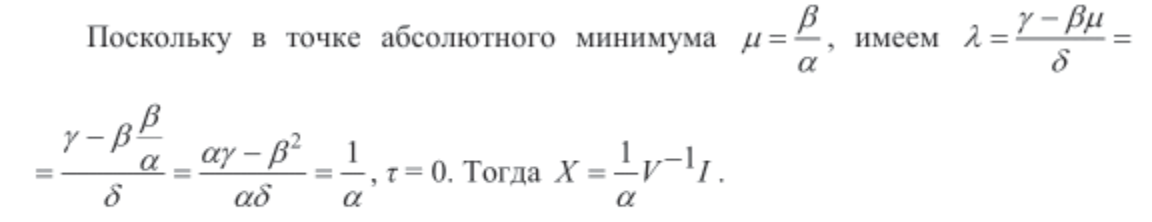 Поскольку в точке абсолютного минимума μ = β/α, имеем λ = (γ − βμ)/δ =
= (γ − β β/α)/δ = (αγ − β²)/(αδ) = 1/α, τ = 0. Тогда X = 1/α V⁻¹I.